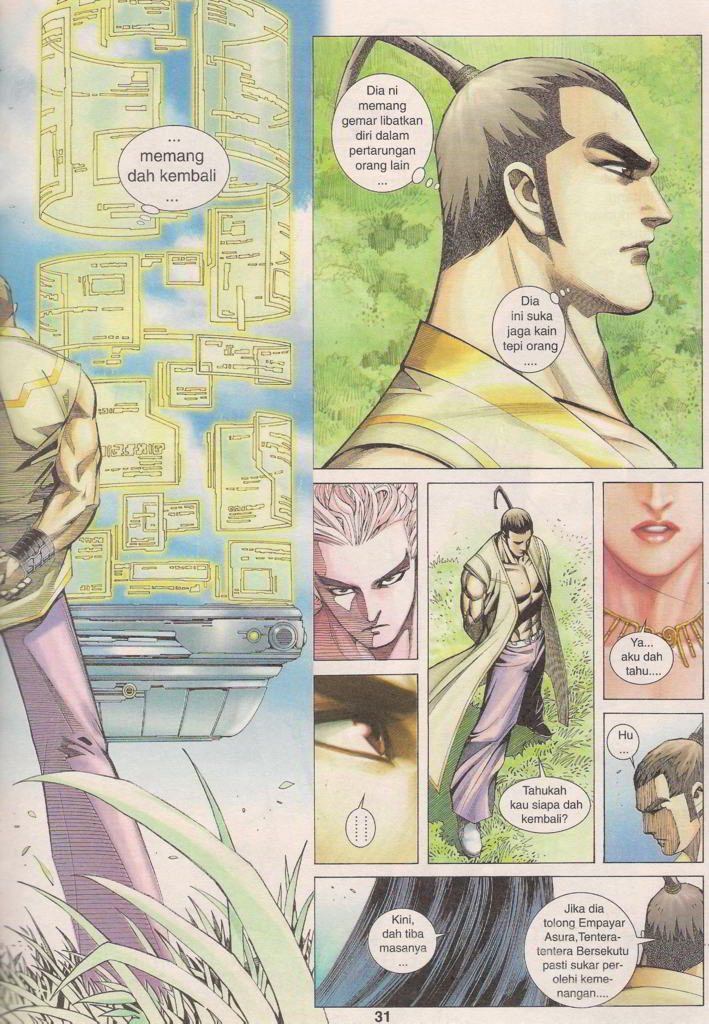 ...
memang
dah kembali
...
Dia ni
memang
gemar libatkan
diri dalam
pertarungan
orang lain
...
Dia
ini suka
jaga kain
tepi orang
....
Tahukah
kau siapa dah
kembali?
Ya...
aku dah
tahu....
Hu
...
Kini,
dah tiba
masanya
...
Jika dia
tolong Empayar
Asura,Tentera-
tentera Bersekutu
pasti sukar per-
olehi keme-
nangan....
31